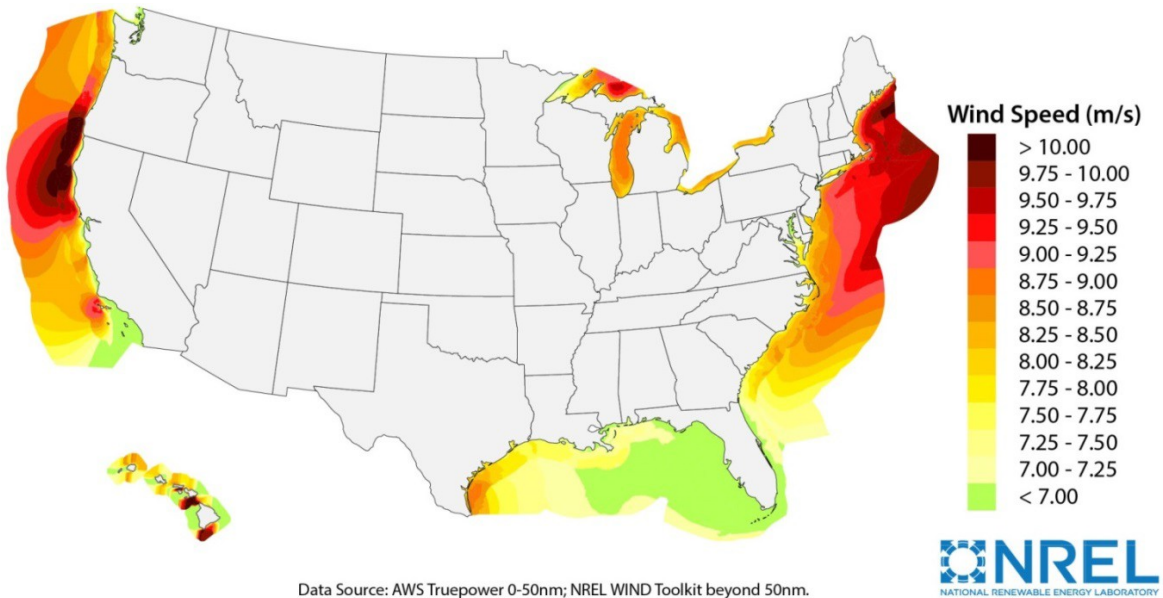 Wind Speed (m/s)
> 10.00
9.75 - 10.00
9.50 - 9.75
9.25 - 9.50
9.00 - 9.25
8.75 - 9.00
8.50 - 8.75
8.25 - 8.50
8.00 - 8.25
7.75 - 8.00
7.50 - 7.75
7.25 - 7.50
7.00 - 7.25
< 7.00
Data Source: AWS Truepower 0-50nm; NREL WIND Toolkit beyond 50nm.
NREL
NATIONAL RENEWABLE ENERGY LABORATORY